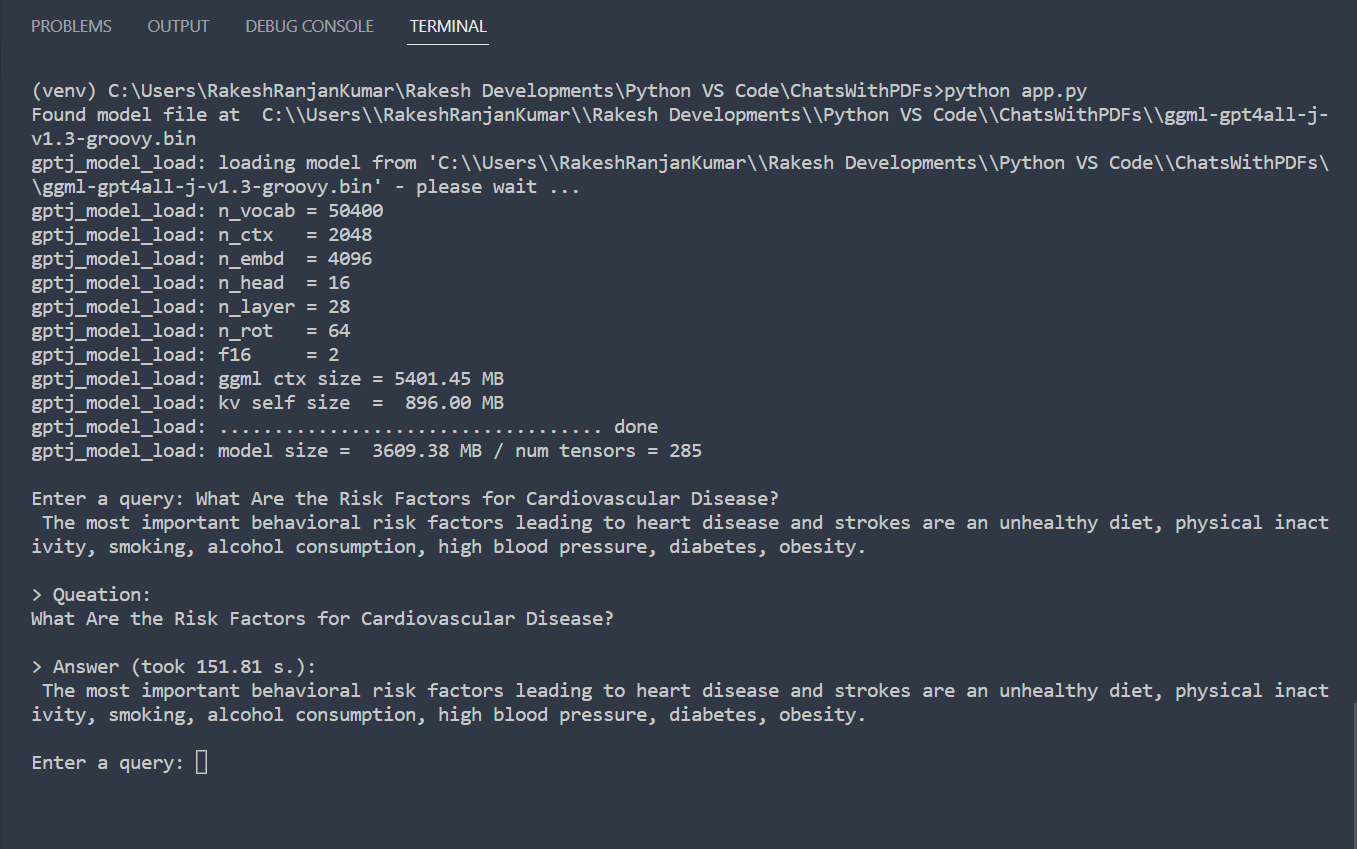 PROBLEMS OUTPUT DEBUG CONSOLE TERMINAL
(venv) C:\Users\RakeshRanjanKumar\Rakesh Developments\Python VS Code\ChatsWithPDFs>python app.py
Found model file at  C:\\Users\\RakeshRanjanKumar\\Rakesh Developments\\Python VS Code\\ChatsWithPDFs\\ggml-gpt4all-j-
v1.3-groovy.bin
gptj_model_load: loading model from 'C:\\Users\\RakeshRanjanKumar\\Rakesh Developments\\Python VS Code\\ChatsWithPDFs\
\ggml-gpt4all-j-v1.3-groovy.bin' - please wait ...
gptj_model_load: n_vocab = 50400
gptj_model_load: n_ctx   = 2048
gptj_model_load: n_embd  = 4096
gptj_model_load: n_head  = 16
gptj_model_load: n_layer = 28
gptj_model_load: n_rot   = 64
gptj_model_load: f16     = 2
gptj_model_load: ggml ctx size = 5401.45 MB
gptj_model_load: kv self size  =  896.00 MB
gptj_model_load: ................................... done
gptj_model_load: model size =  3609.38 MB / num tensors = 285
Enter a query: What Are the Risk Factors for Cardiovascular Disease?
 The most important behavioral risk factors leading to heart disease and strokes are an unhealthy diet, physical inact
ivity, smoking, alcohol consumption, high blood pressure, diabetes, obesity.
> Queation:
What Are the Risk Factors for Cardiovascular Disease?
> Answer (took 151.81 s.):
 The most important behavioral risk factors leading to heart disease and strokes are an unhealthy diet, physical inact
ivity, smoking, alcohol consumption, high blood pressure, diabetes, obesity.
Enter a query: